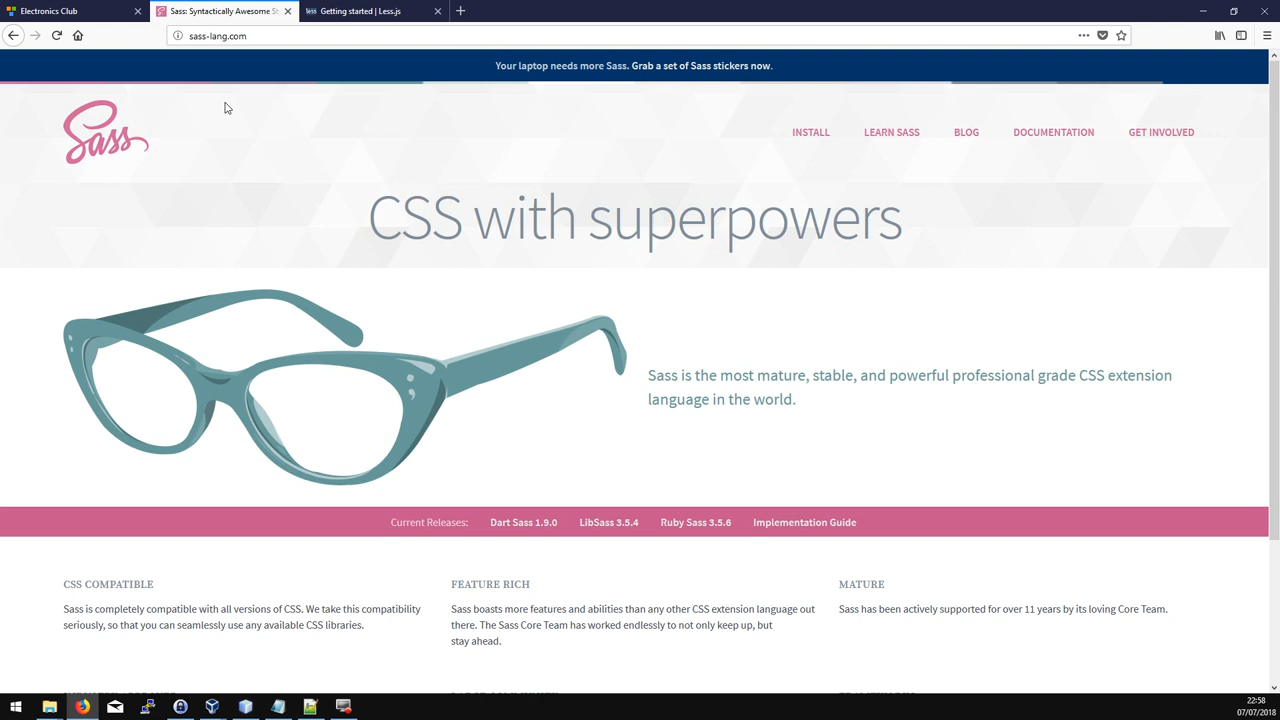 Electronics Club
Sass: Syntactically Awesome St
Getting started | Less.js
sass-lang.com
Your laptop needs more Sass. Grab a set of Sass stickers now.
Sass
INSTALL
LEARN SASS
BLOG
DOCUMENTATION
GET INVOLVED
CSS with superpowers
Sass is the most mature, stable, and powerful professional grade CSS extension
language in the world.
Current Releases:
Dart Sass 1.9.0
LibSass 3.5.4
Ruby Sass 3.5.6
Implementation Guide
CSS COMPATIBLE
Sass is completely compatible with all versions of CSS. We take this compatibility
seriously, so that you can seamlessly use any available CSS libraries.
FEATURE RICH
Sass boasts more features and abilities than any other CSS extension language out
there. The Sass Core Team has worked endlessly to not only keep up, but
stay ahead.
MATURE
Sass has been actively supported for over 11 years by its loving Core Team.
22:58
07/07/2018